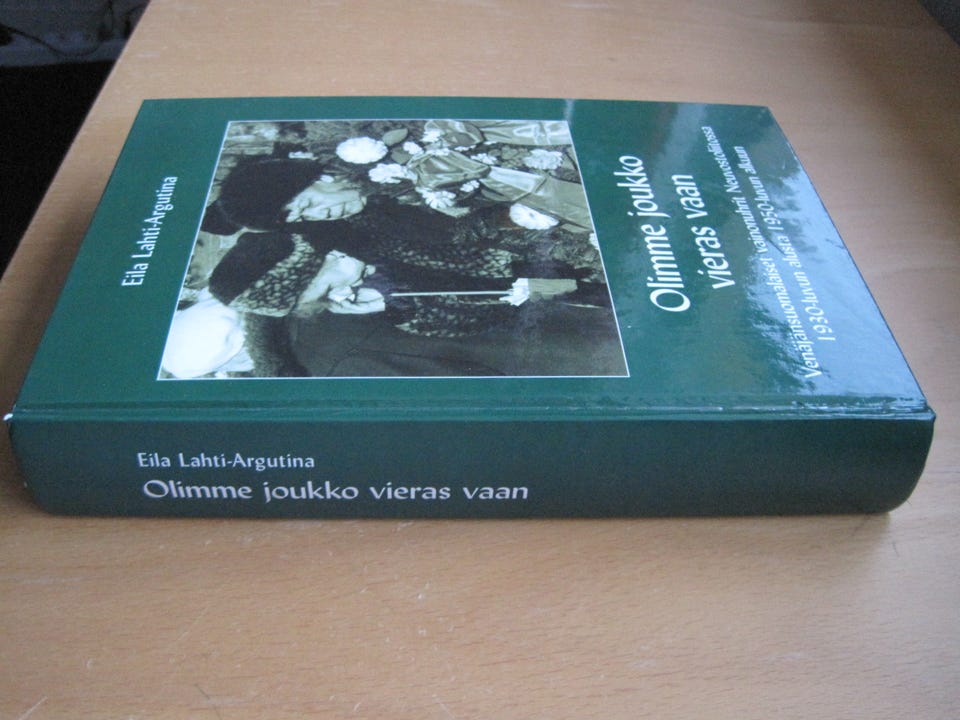 Eila Lahti-Argutina
Olimme joukko
vieras vaan
Venäjänsuomalaiset vainonuhrit Neuvostoliitossa
1930-luvun alusta 1950-luvun alkuun
Eila Lahti-Argutina
Olimme joukko vieras vaan